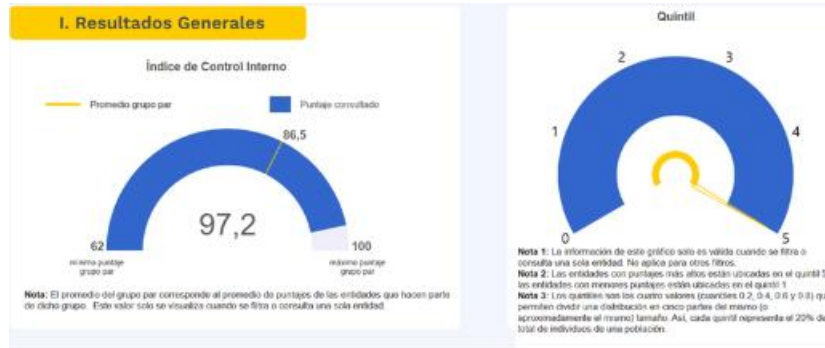 I. Resultados Generales
Índice de Control Interno
Promedio grupo par
Puntaje consultado
86,5
97,2
62
100
mínimo puntaje
grupo par
máximo puntaje
grupo par
Nota: El promedio del grupo par corresponde al promedio de puntajes de las entidades que hacen parte
de dicho grupo. Este valor solo se visualiza cuando se filtra o consulta una sola entidad.
Quintil
2
3
1
4
0
5
Nota 1: La información de este gráfico solo es válida cuando se filtra o
consulta una sola entidad. No aplica para otros filtros.
Nota 2: Las entidades con puntajes más altos están ubicadas en el quintil 5
las entidades con menores puntajes están ubicadas en el quintil 1
Nota 3: Los quintiles son los cuatro valores (cuantiles 0.2, 0.4, 0.6 y 0.8) qu
permiten dividir una distribución en cinco partes del mismo (o
aproximadamente el mismo) tamaño. Así, cada quintil representa el 20% de
total de individuos de una población.